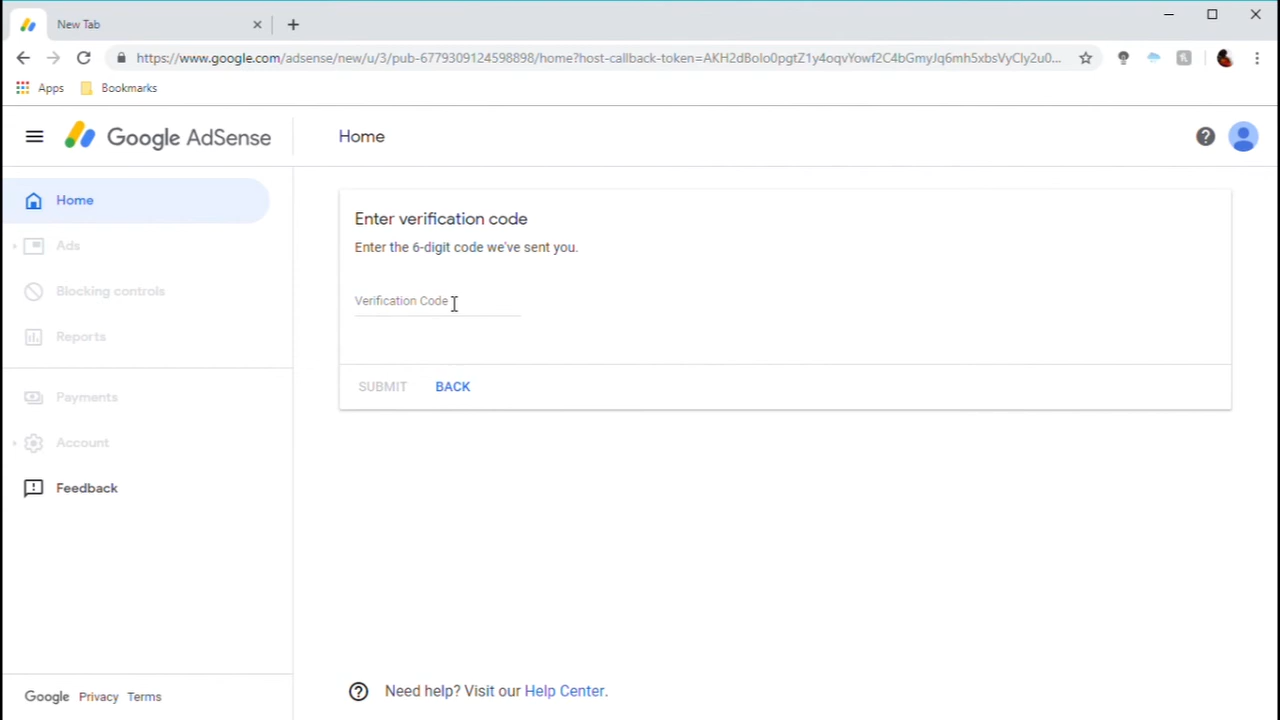 New Tab
https://www.google.com/adsense/new/u/3/pub-6779309124598898/home?host-callback-token=AKH2dBolo0pgtZ1y4oqvYowf2C4bGmyJq6mh5xbsVyCly2u0...
Apps
Bookmarks
Google AdSense
Home
Home
Ads
Blocking controls
Reports
Payments
Account
Feedback
Enter verification code
Enter the 6-digit code we've sent you.
Verification Code
SUBMIT BACK
Google Privacy Terms
Need help? Visit our Help Center.